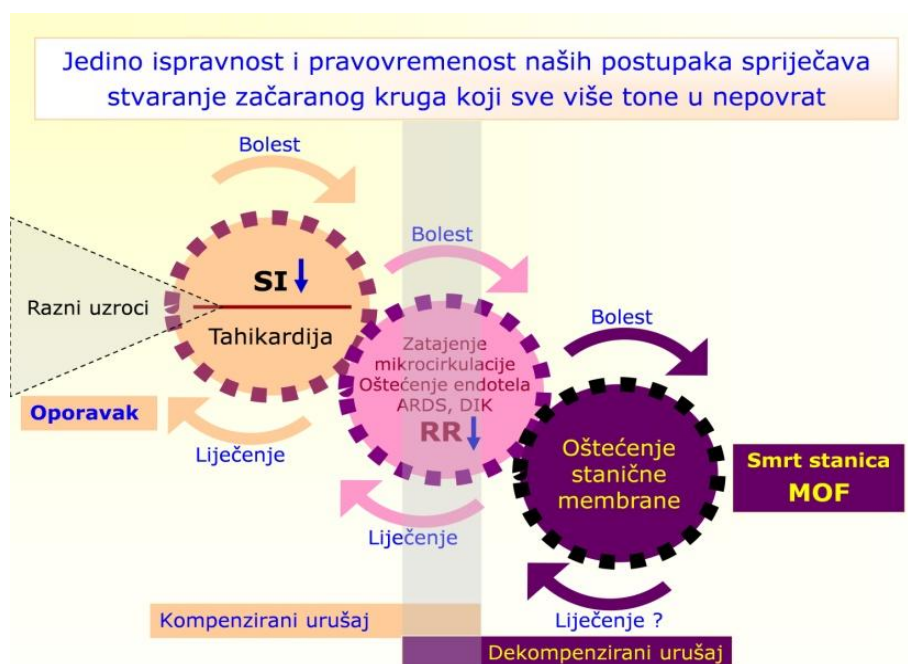 Jedino ispravnost i pravovremenost naših postupaka spriječava
stvaranje začaranog kruga koji sve više tone u nepovrat
Bolest
SI
Tahikardija
Razni uzroci
Oporavak
Liječenje
Bolest
Zatajenje
mikrocirkulacije
Oštećenje endotela
ARDS, DIK
RR
Liječenje
Bolest
Oštećenje
stanične
membrane
Smrt stanica
MOF
Liječenje ?
Kompenzirani urušaj
Dekompenzirani urušaj